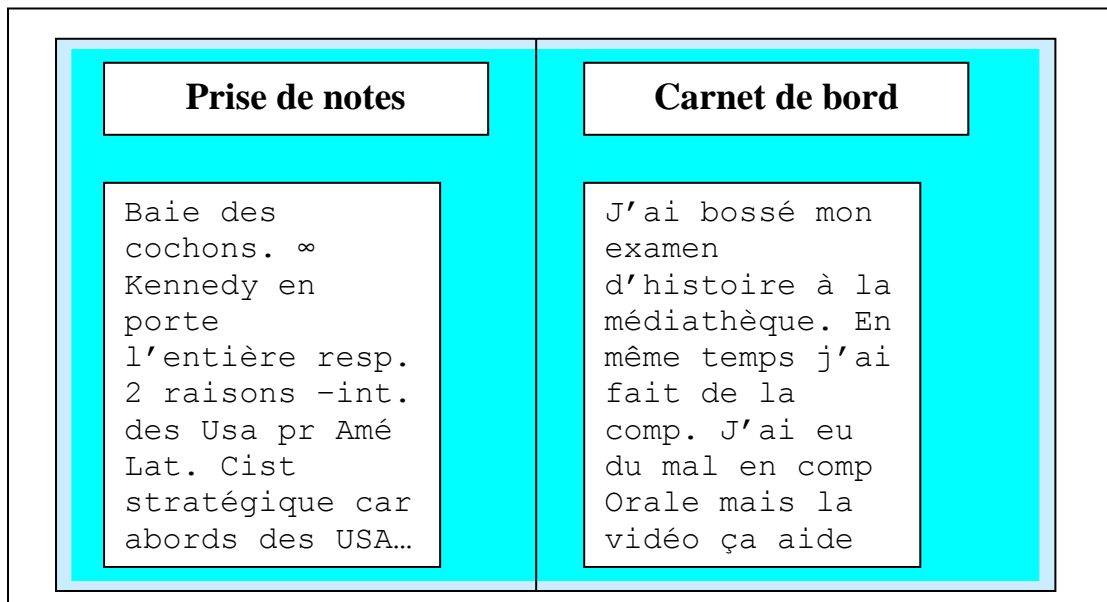 Prise de notes
Baie des
cochons. ∞
Kennedy en
porte
l’entière resp.
2 raisons –int.
des Usa pr Amé
Lat. Cist
stratégique car
abords des USA…
Carnet de bord
J’ai bossé mon
examen
d’histoire à la
médiathèque. En
même temps j’ai
fait de la
comp. J’ai eu
du mal en comp
Orale mais la
vidéo ça aide